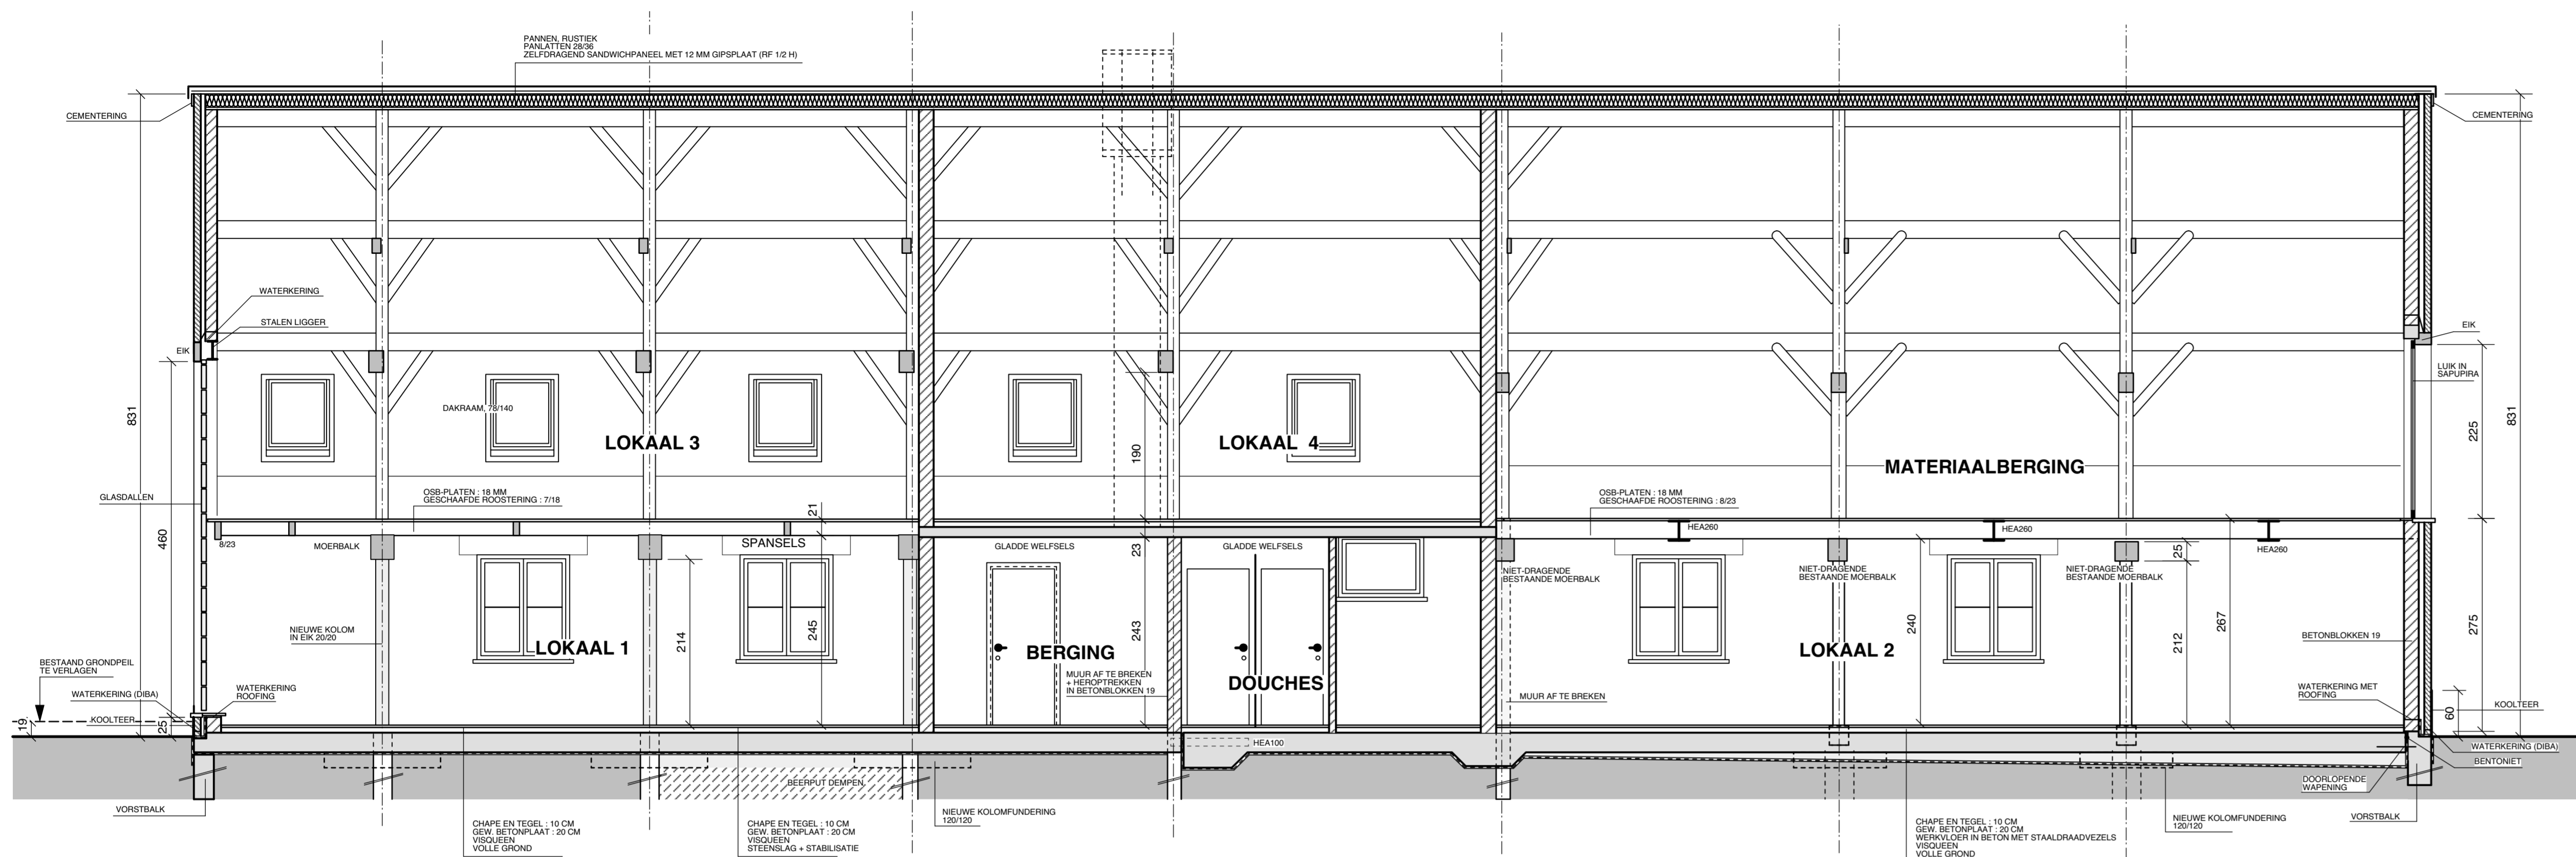 PANNEN, RUSTIEK
PANLATTEN 28/36
ZELFDRAGEND SANDWICHPANEEL MET 12 MM GIPSPLAAT (RF 1/2 H)
CEMENTERING
CEMENTERING
WATERKERING
STALEN LIGGER
EIK
EIK
LUIK IN
SAPUPIRA
831
460
DAKRAAM, 78/140
LOKAAL 3
190
LOKAAL 4
MATERIAALBERGING
225
831
GLASDALLEN
OSB-PLATEN : 18 MM
GESCHAAFDE ROOSTERING : 7/18
21
OSB-PLATEN : 18 MM
GESCHAAFDE ROOSTERING : 8/23
HEA260
HEA260
HEA260
8/23
MOERBALK
SPANSELS
GLADDE WELFSELS
23
GLADDE WELFSELS
NIET-DRAGENDE
BESTAANDE MOERBALK
NIET-DRAGENDE
BESTAANDE MOERBALK
25
NIET-DRAGENDE
BESTAANDE MOERBALK
NIEUWE KOLOM
IN EIK 20/20
LOKAAL 1
214
245
BERGING
243
MUUR AF TE BREKEN
+ HEROPTREKKEN
IN BETONBLOKKEN 19
DOUCHES
MUUR AF TE BREKEN
LOKAAL 2
240
212
267
275
BETONBLOKKEN 19
BESTAAND GRONDPEIL
TE VERLAGEN
WATERKERING (DIBA)
KOOLTEER
19
25
WATERKERING
ROOFING
WATERKERING MET
ROOFING
60
KOOLTEER
WATERKERING (DIBA)
BENTONIET
HEA100
BEERPUT DEMPEN
DOORLOPENDE
WAPENING
VORSTBALK
VORSTBALK
NIEUWE KOLOMFUNDERING
120/120
NIEUWE KOLOMFUNDERING
120/120
CHAPE EN TEGEL : 10 CM
GEW. BETONPLAAT : 20 CM
VISQUEEN
VOLLE GROND
CHAPE EN TEGEL : 10 CM
GEW. BETONPLAAT : 20 CM
VISQUEEN
STEENSLAG + STABILISATIE
CHAPE EN TEGEL : 10 CM
GEW. BETONPLAAT : 20 CM
WERKVLOER IN BETON MET STAALDRAADVEZELS
VISQUEEN
VOLLE GROND